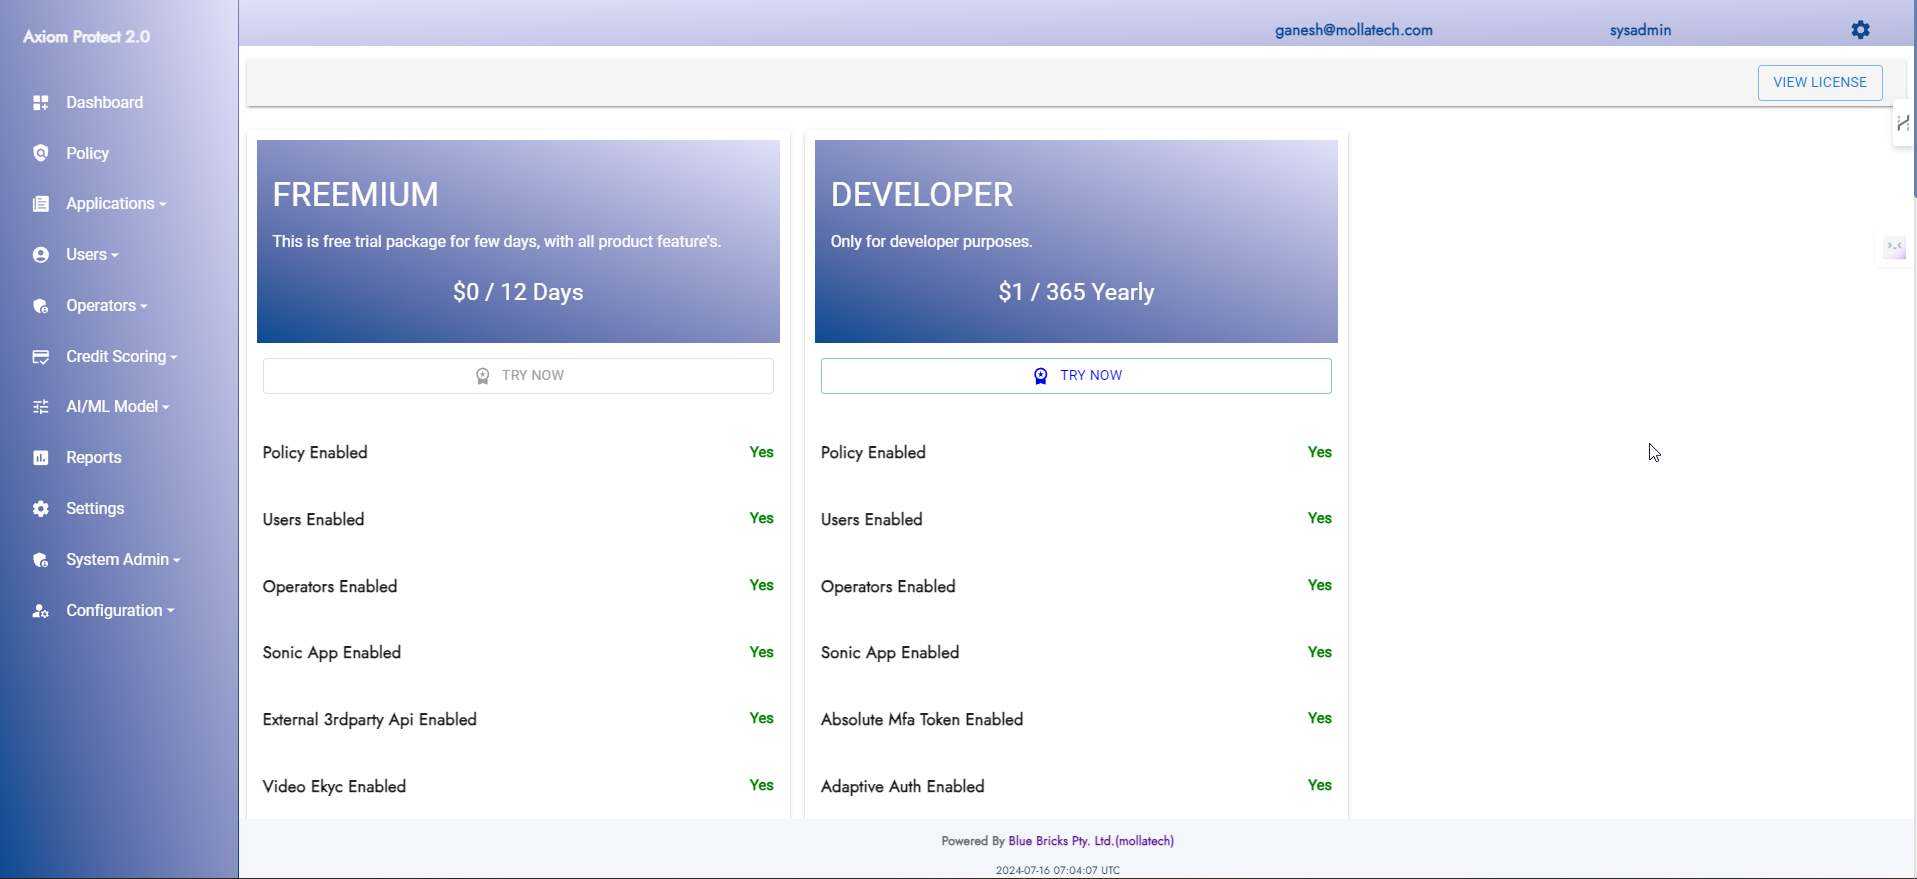 Axiom Protect 2.0
ganesh@mollatech.com
sysadmin
Dashboard
Policy
Applications
Users
Operators
Credit Scoring
AI/ML Model
Reports
Settings
System Admin
Configuration
VIEW LICENSE
FREEMIUM
This is free trial package for few days, with all product feature's.
$0 / 12 Days
TRY NOW
Policy Enabled Yes
Users Enabled Yes
Operators Enabled Yes
Sonic App Enabled Yes
External 3rdparty Api Enabled Yes
Video Ekyc Enabled Yes
DEVELOPER
Only for developer purposes.
$1 / 365 Yearly
TRY NOW
Policy Enabled Yes
Users Enabled Yes
Operators Enabled Yes
Sonic App Enabled Yes
Absolute Mfa Token Enabled Yes
Adaptive Auth Enabled Yes
Powered By Blue Bricks Pty. Ltd.(mollatech)
2024-07-16 07:04:07 UTC